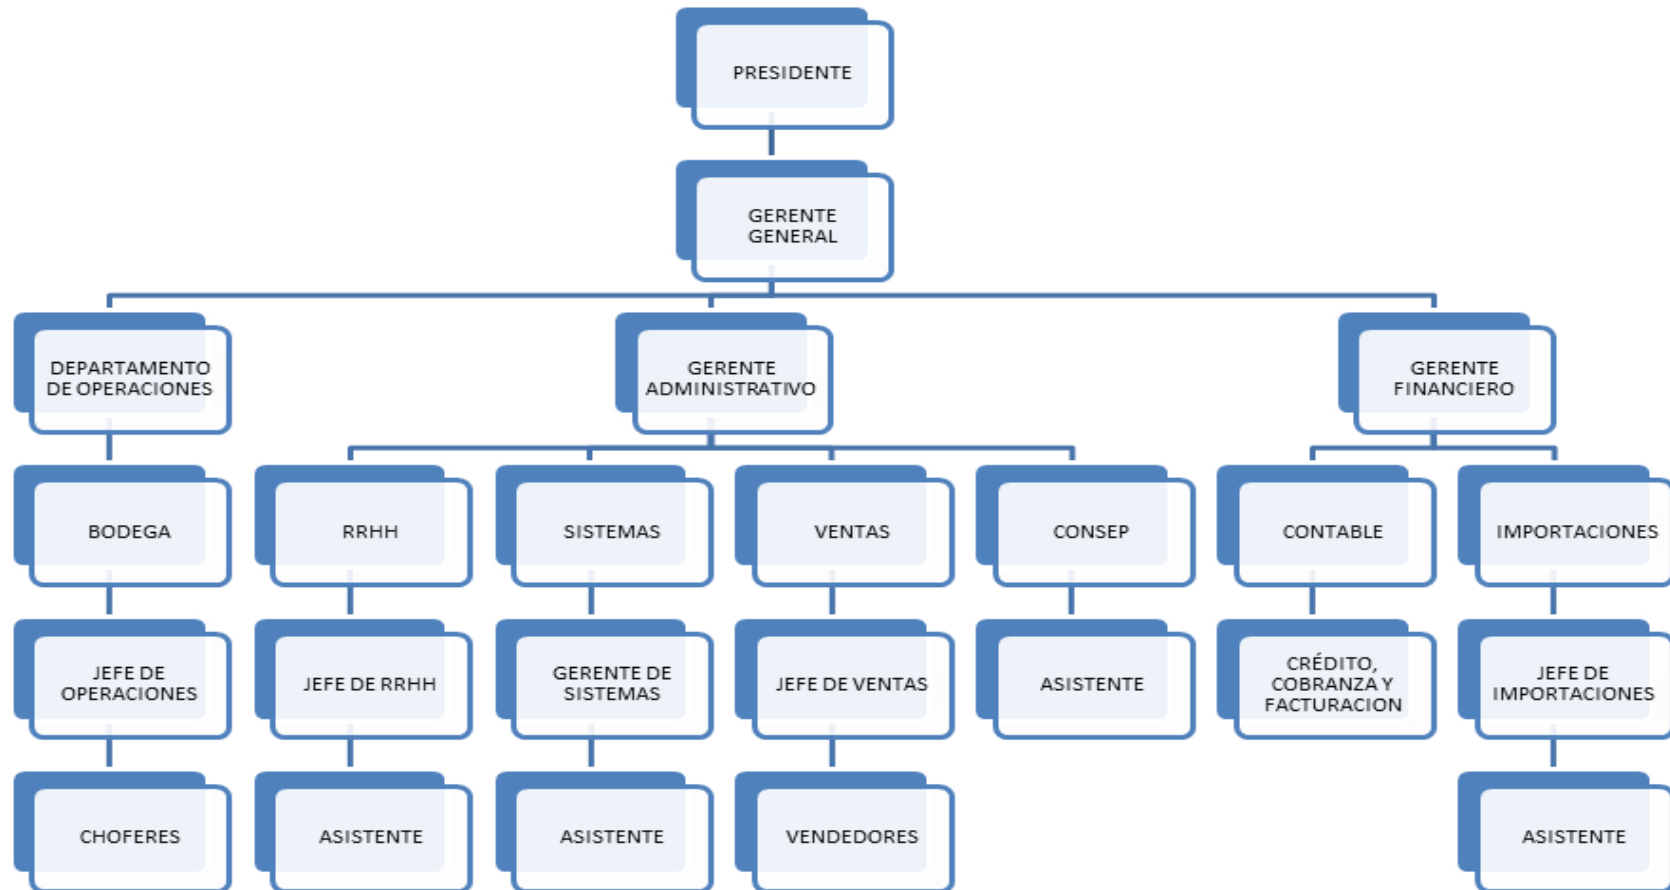 PRESIDENTE
GERENTE
GENERAL
DEPARTAMENTO
DE OPERACIONES
GERENTE
ADMINISTRATIVO
GERENTE
FINANCIERO
BODEGA
RRHH
SISTEMAS
VENTAS
CONSEP
CONTABLE
IMPORTACIONES
JEFE DE
OPERACIONES
JEFE DE RRHH
GERENTE DE
SISTEMAS
JEFE DE VENTAS
ASISTENTE
CRÉDITO,
COBRANZA Y
FACTURACION
JEFE DE
IMPORTACIONES
CHOFERES
ASISTENTE
ASISTENTE
VENDEDORES
ASISTENTE